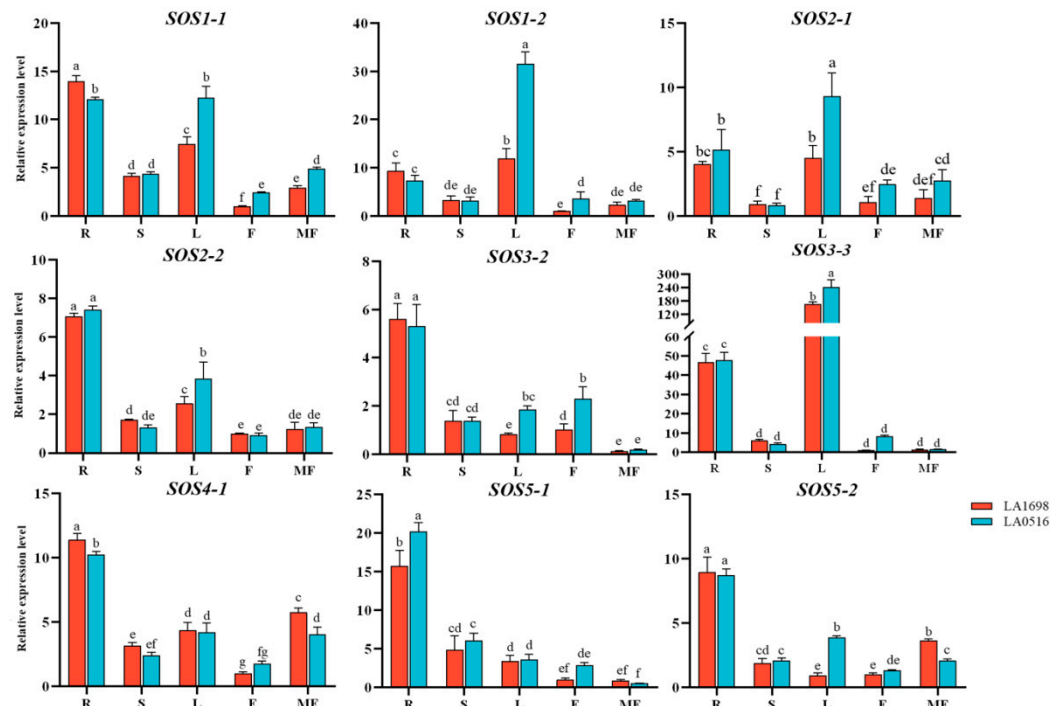 SOS1-1 SOS1-2 SOS2-1
Relative expression level
20 15 10 5 0
a b d d c b f e e d
R S L F MF
40 30 20 10 0
c c de de b a e d de de
R S L F MF
15 10 5 0
bc b f f b a ef de def cd
R S L F MF
SOS2-2 SOS3-2 SOS3-3
Relative expression level
8 6 4 2 0
a a d e c b e e de de
R S L F MF
8 6 4 2 0
a a cd cd e bc d b e e
R S L F MF
300 240 180 120 60 50 40 30 20 10 0
c c d d b a d d d d
R S L F MF
SOS4-1 SOS5-1 SOS5-2
Relative expression level
15 10 5 0
a b e ef d d g fg c d
R S L F MF
25 20 15 10 5 0
b a cd c d d ef de ef f
R S L F MF
15 10 5 0
a a cd c e b e de b c
R S L F MF
LA1698
LA0516